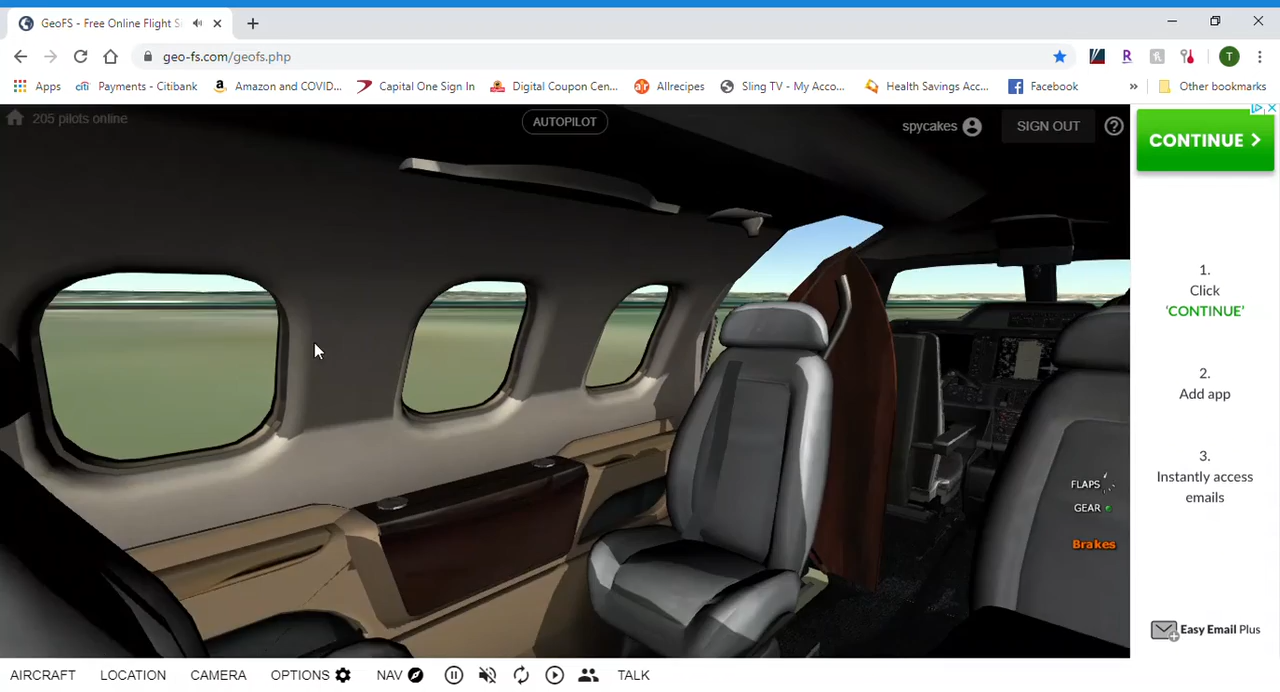 GeoFS - Free Online Flight S
geo-fs.com/geofs.php
T
Apps Payments - Citibank Amazon and COVID... Capital One Sign In Digital Coupon Cen... Allrecipes Sling TV - My Acco... Health Savings Acc... Facebook » Other bookmarks
205 pilots online
AUTOPILOT
spycakes
SIGN OUT
CONTINUE >
1.
Click
'CONTINUE'
2.
Add app
3.
Instantly access
emails
FLAPS
GEAR
Brakes
Easy Email Plus
AIRCRAFT LOCATION CAMERA OPTIONS NAV TALK